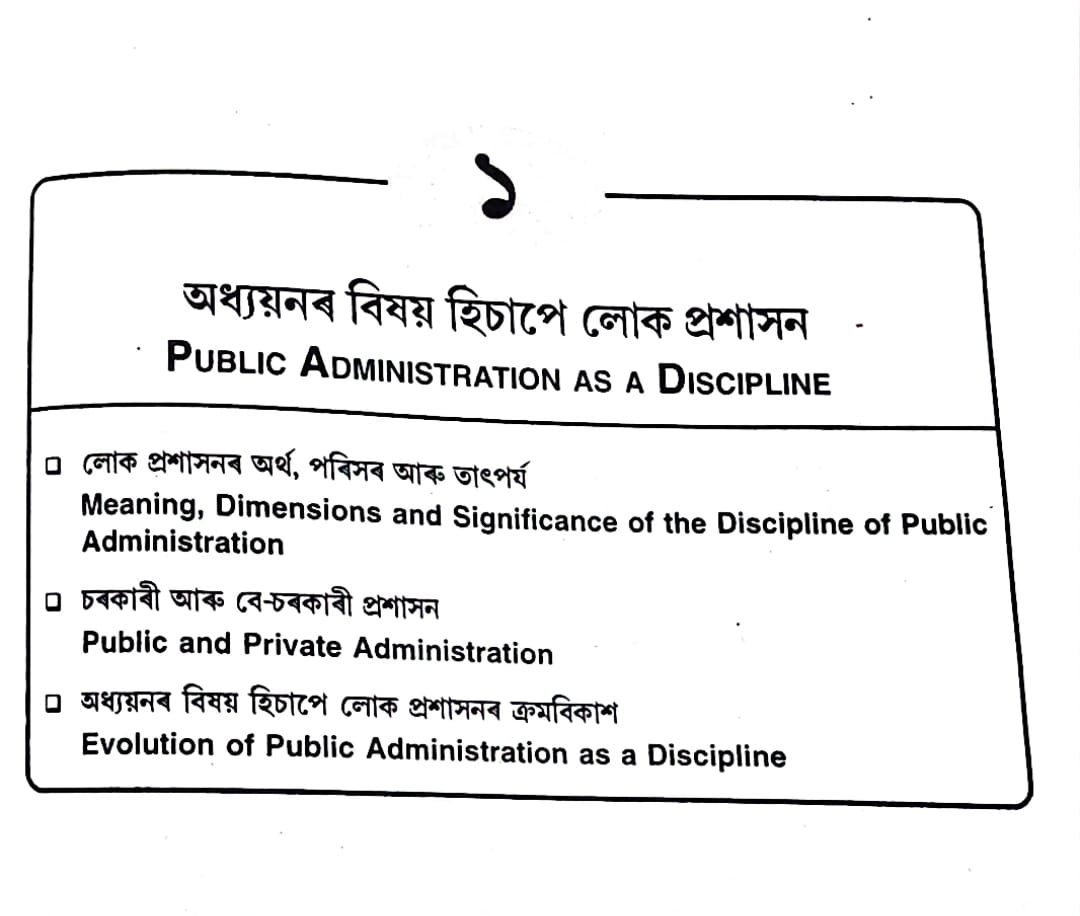 ১
অধ্যয়নৰ বিষয় হিচাপে লোক প্ৰশাসন
PUBLIC ADMINISTRATION AS A DISCIPLINE
❑ লোক প্ৰশাসনৰ অৰ্থ, পৰিসৰ আৰু তাৎপৰ্য
Meaning, Dimensions and Significance of the Discipline of Public
Administration
❑ চৰকাৰী আৰু বে-চৰকাৰী প্ৰশাসন
Public and Private Administration
❑ অধ্যয়নৰ বিষয় হিচাপে লোক প্ৰশাসনৰ ক্ৰমবিকাশ
Evolution of Public Administration as a Discipline